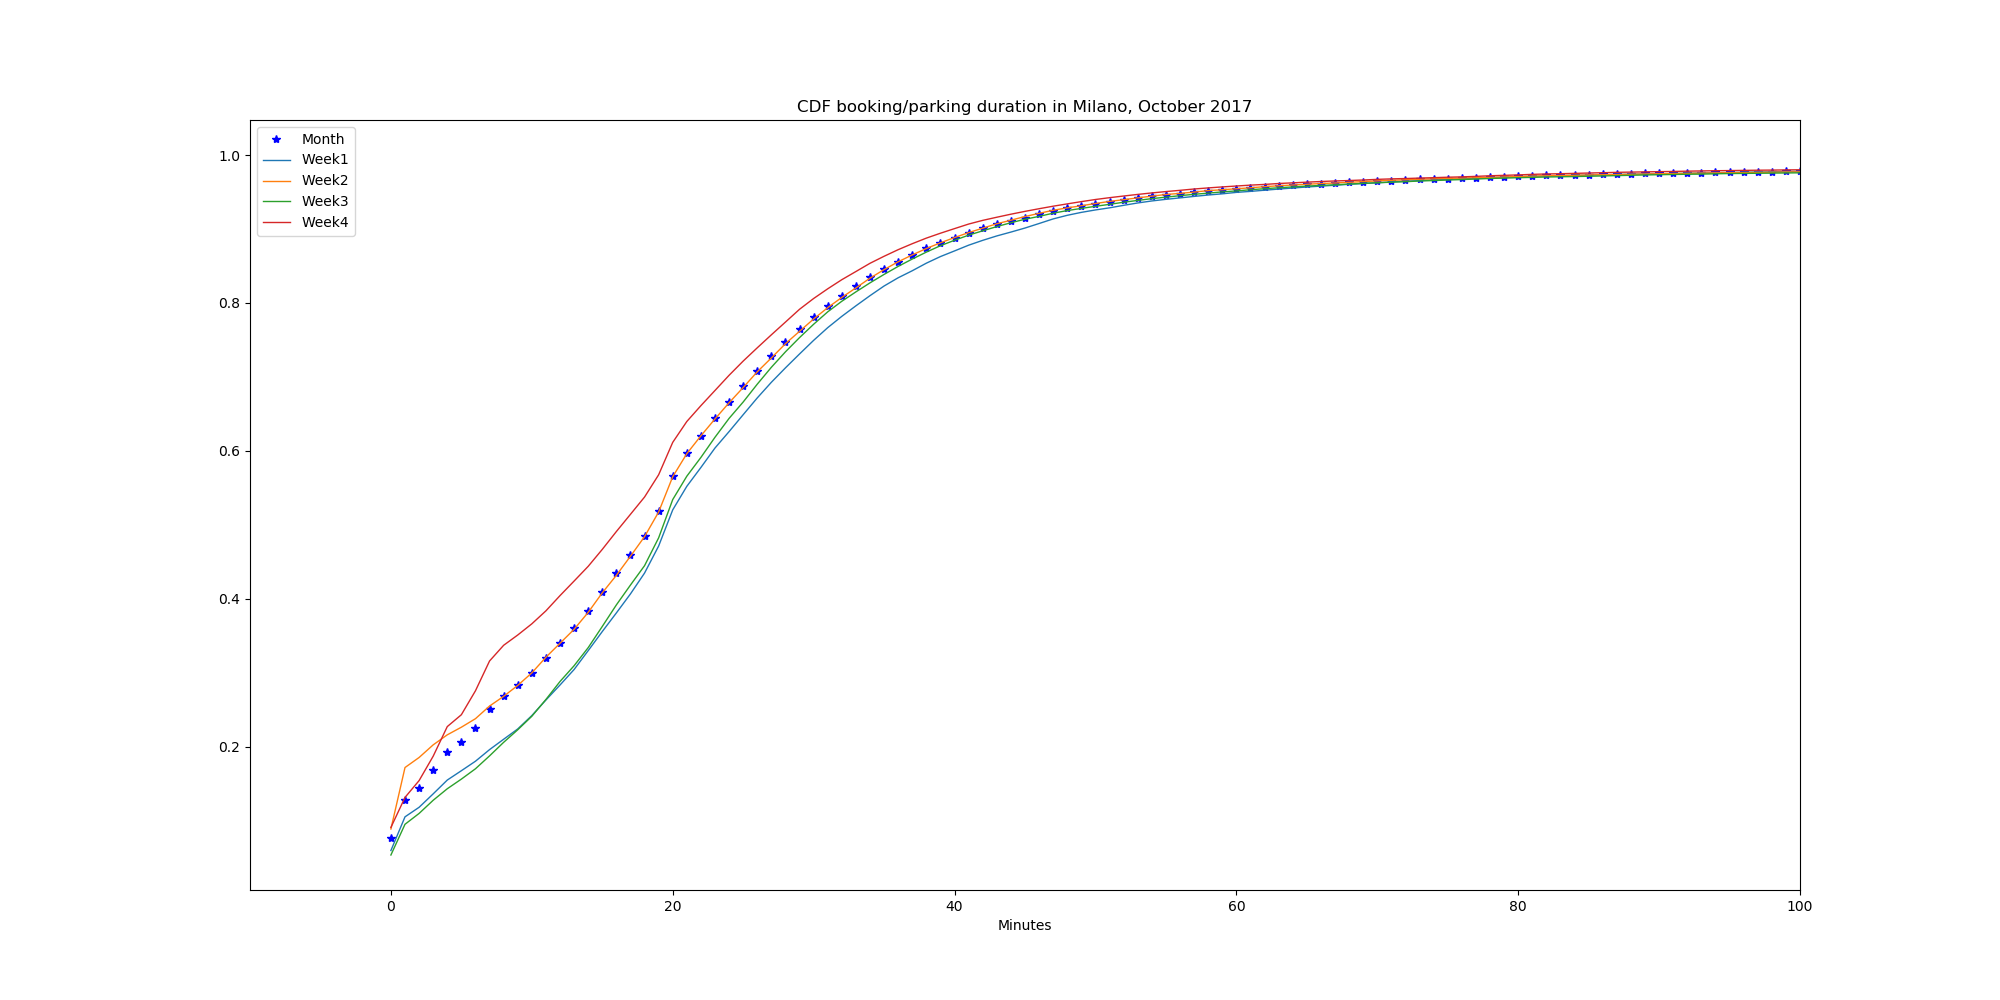 CDF booking/parking duration in Milano, October 2017
Month
Week1
Week2
Week3
Week4
1.0
0.8
0.6
0.4
0.2
0 20 40 60 80 100
Minutes